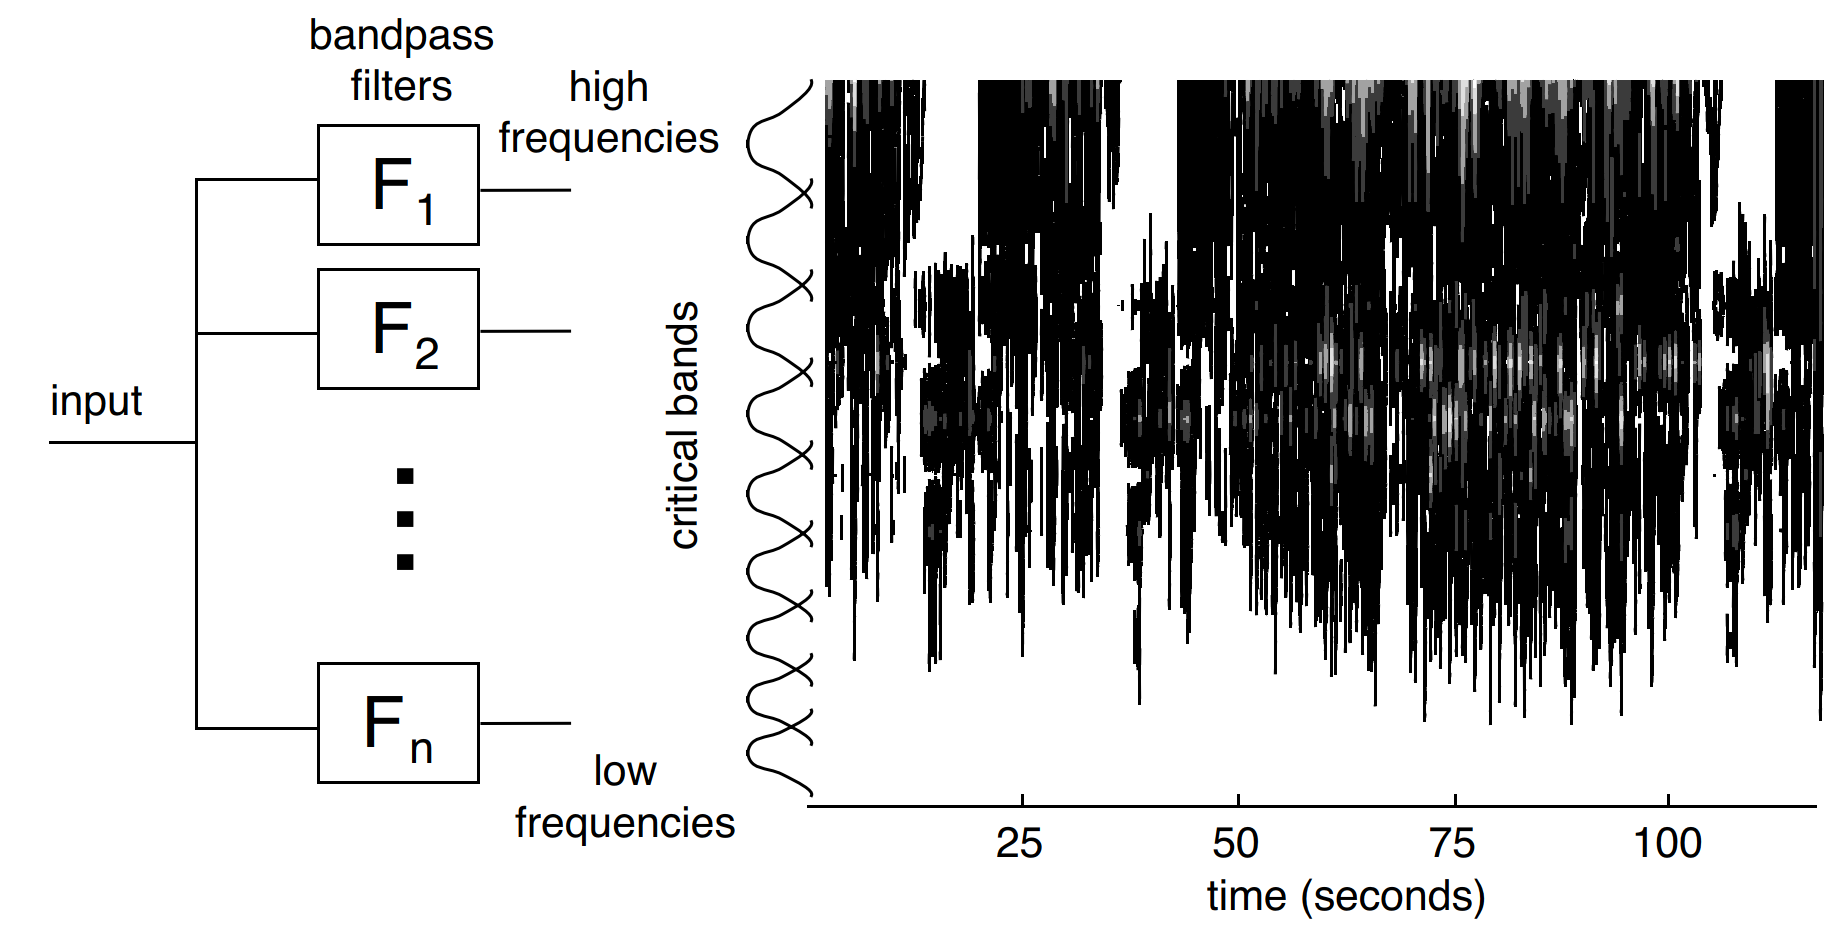 bandpass
filters
high
frequencies
F1
F2
input
critical bands
Fn
low
frequencies
25 50 75 100
time (seconds)